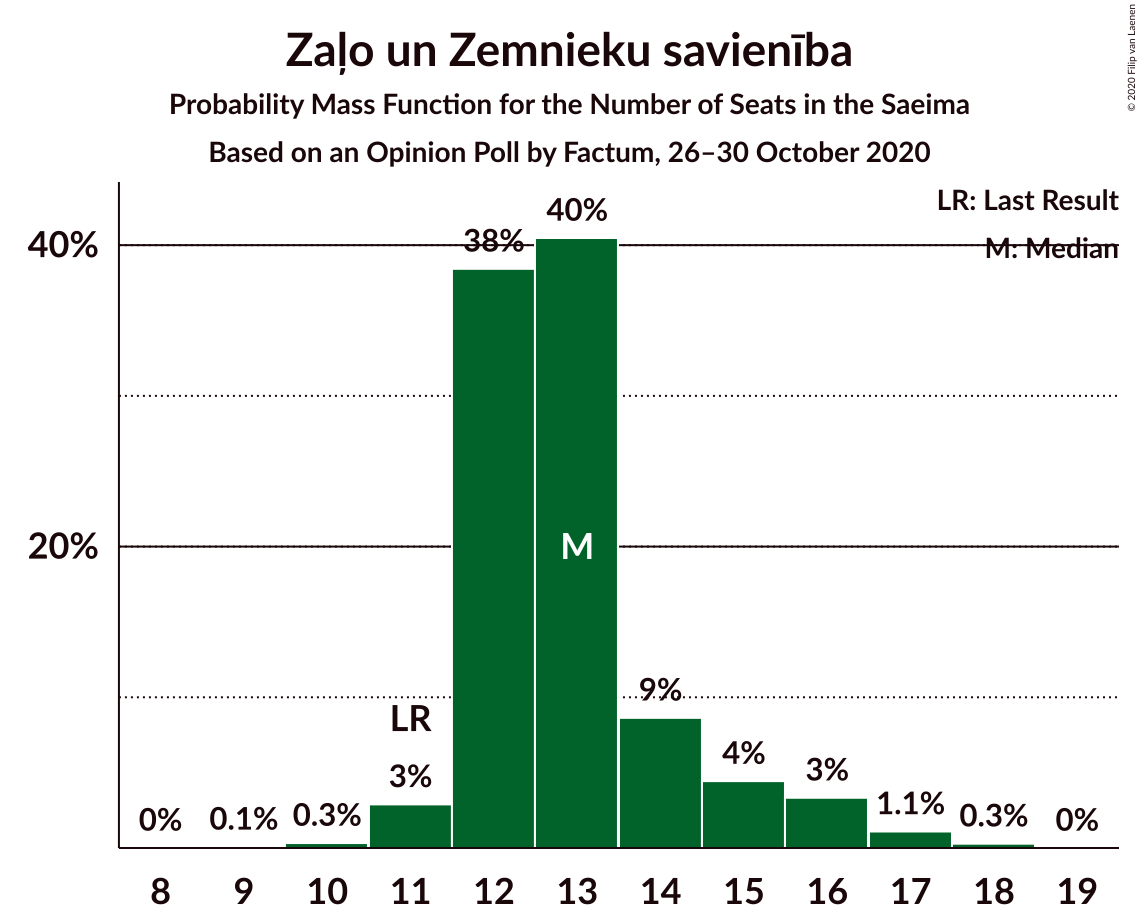 Zaļo un Zemnieku savienība
Probability Mass Function for the Number of Seats in the Saeima
Based on an Opinion Poll by Factum, 26–30 October 2020
© 2020 Filip van Laenen
LR: Last Result
M: Median
40%
20%
0%
0.1%
0.3%
3%
LR
38%
40%
M
9%
4%
3%
1.1%
0.3%
0%
8 9 10 11 12 13 14 15 16 17 18 19